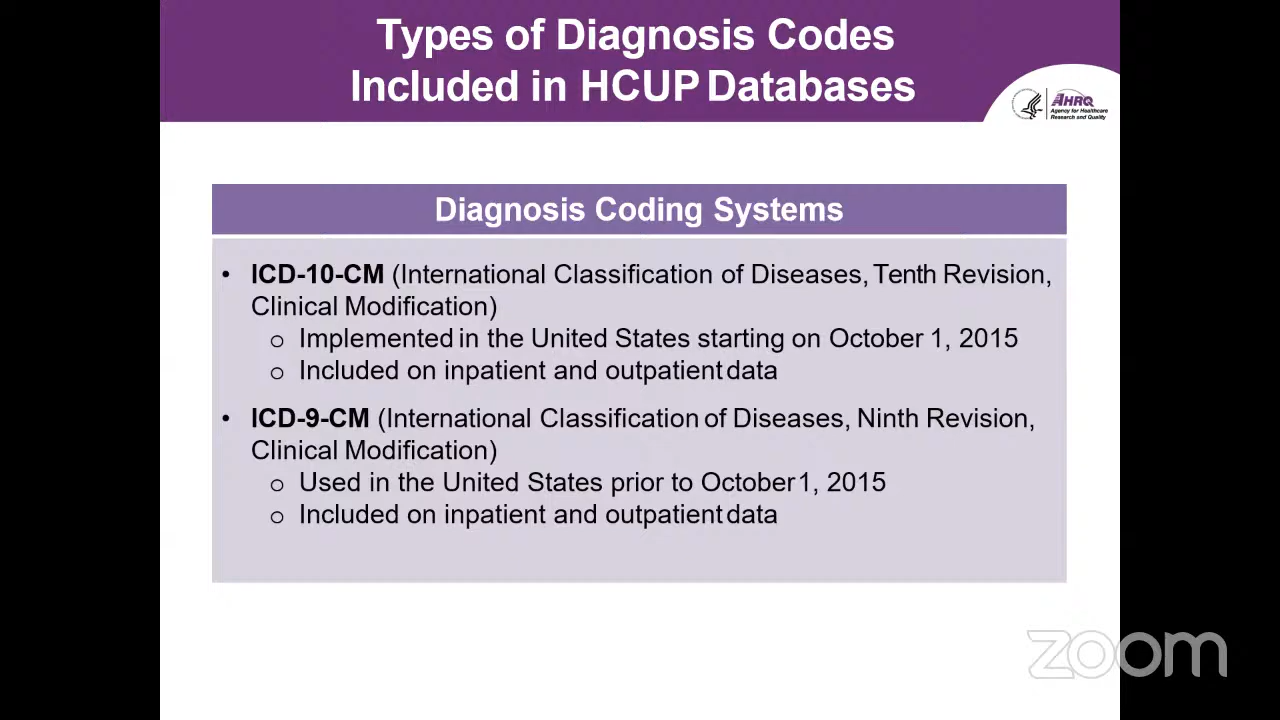 Types of Diagnosis Codes
Included in HCUP Databases
AHRQ
Agency for Healthcare
Research and Quality
Diagnosis Coding Systems
• ICD-10-CM (International Classification of Diseases, Tenth Revision,
Clinical Modification)
o Implemented in the United States starting on October 1, 2015
o Included on inpatient and outpatient data
• ICD-9-CM (International Classification of Diseases, Ninth Revision,
Clinical Modification)
o Used in the United States prior to October 1, 2015
o Included on inpatient and outpatient data
zoom